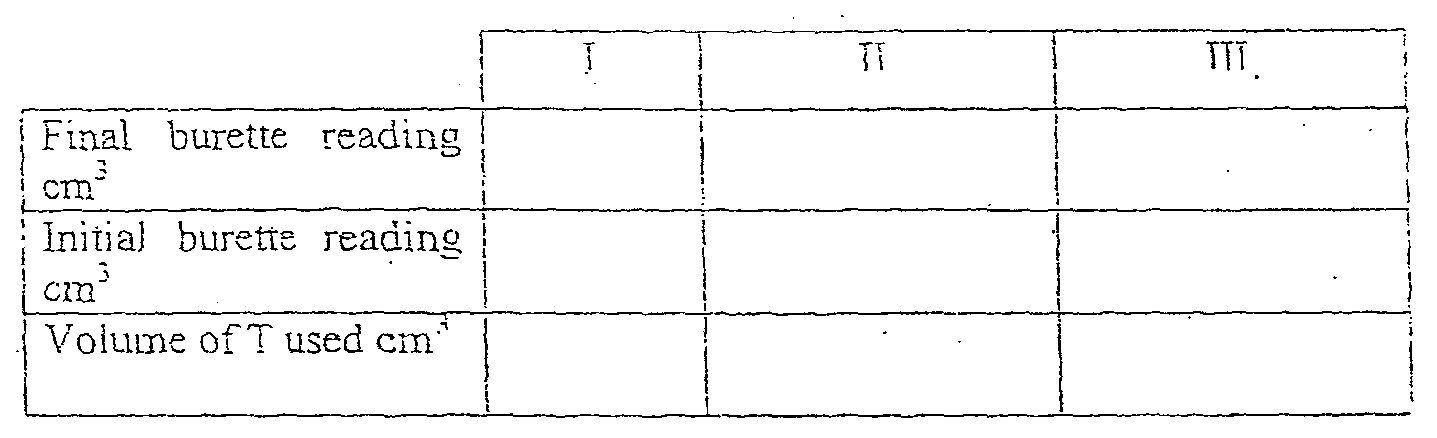 I II III
Final burette reading
cm³
Initial burette reading
cm³
Volume of T used cm³